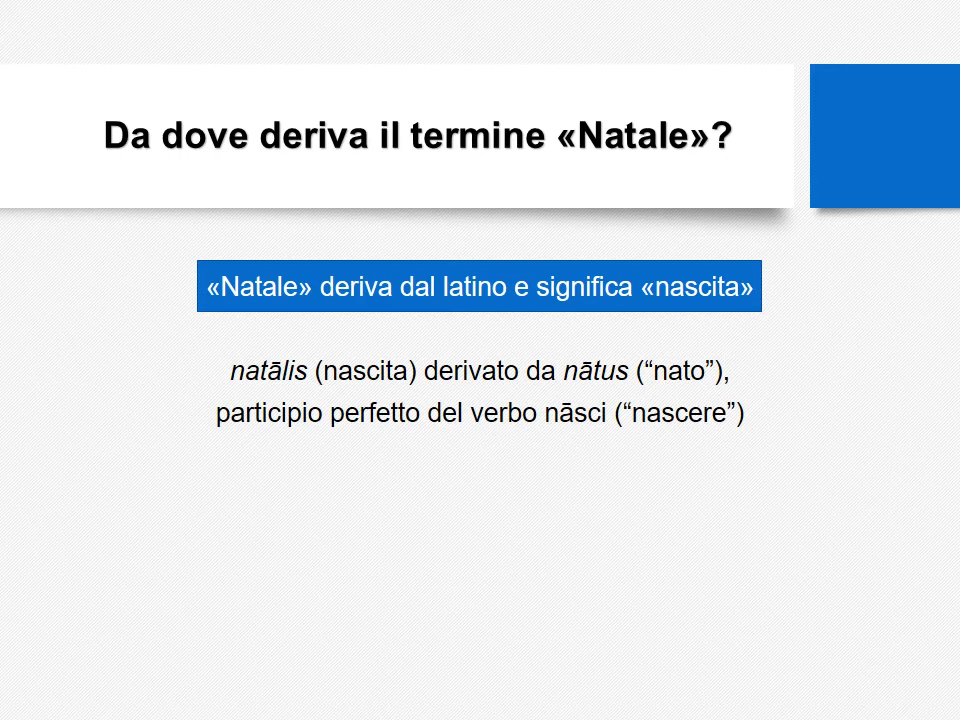 Da dove deriva il termine «Natale»?
«Natale» deriva dal latino e significa «nascita»
natālis (nascita) derivato da nātus (“nato”),
participio perfetto del verbo nāsci (“nascere”)